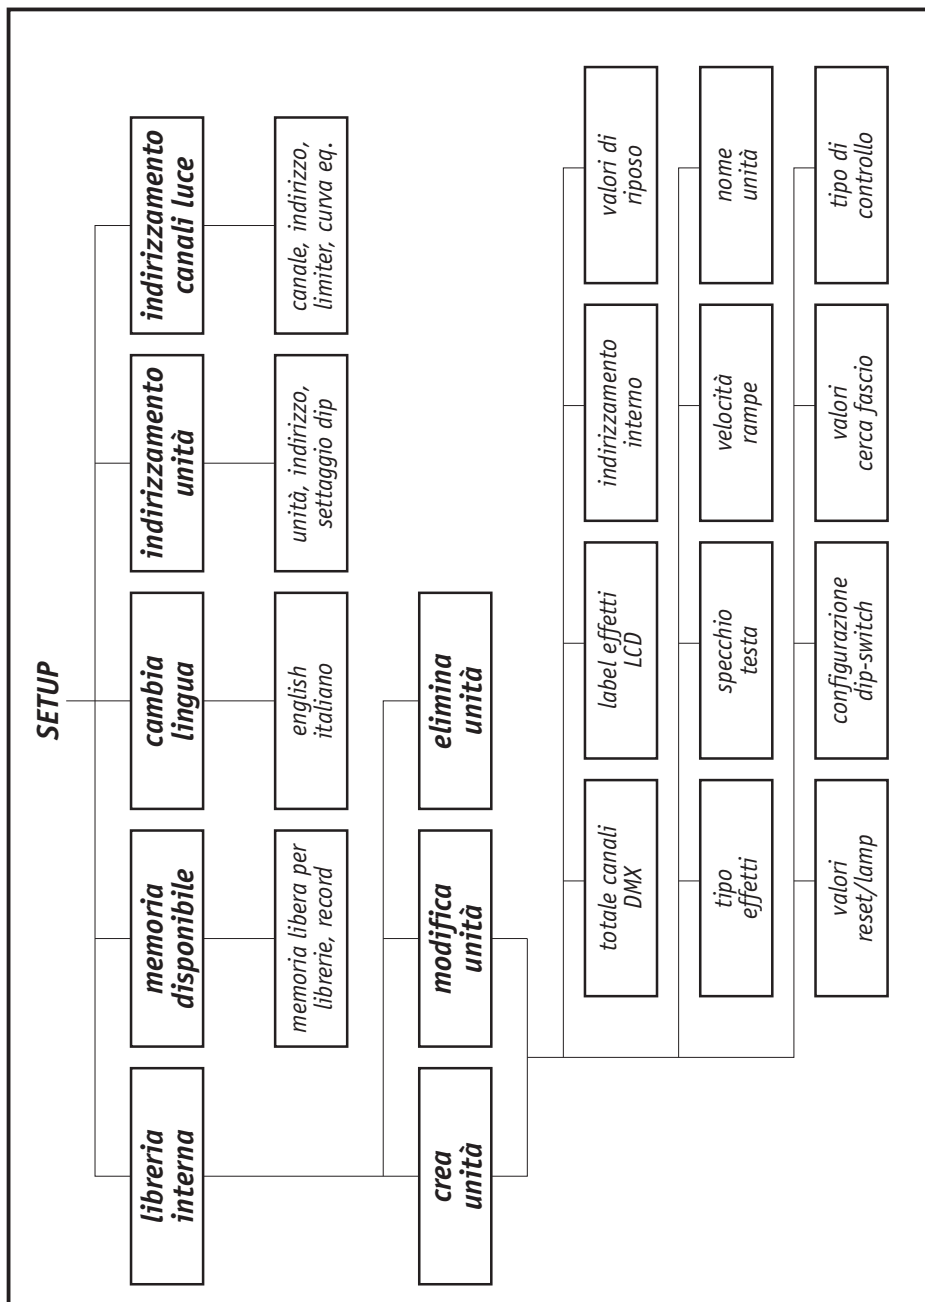 SETUP
libreria
interna
memoria
disponibile
cambia
lingua
indirizzamento
unità
indirizzamento
canali luce
memoria libera per
librerie, record
english
italiano
unità, indirizzo,
settaggio dip
canale, indirizzo,
limiter, curva eq.
crea
unità
modifica
unità
elimina
unità
totale canali
DMX
label effetti
LCD
indirizzamento
interno
valori di
riposo
tipo
effetti
specchio
testa
velocità
rampe
nome
unità
valori
reset/lamp
configurazione
dip-switch
valori
cerca fascio
tipo di
controllo